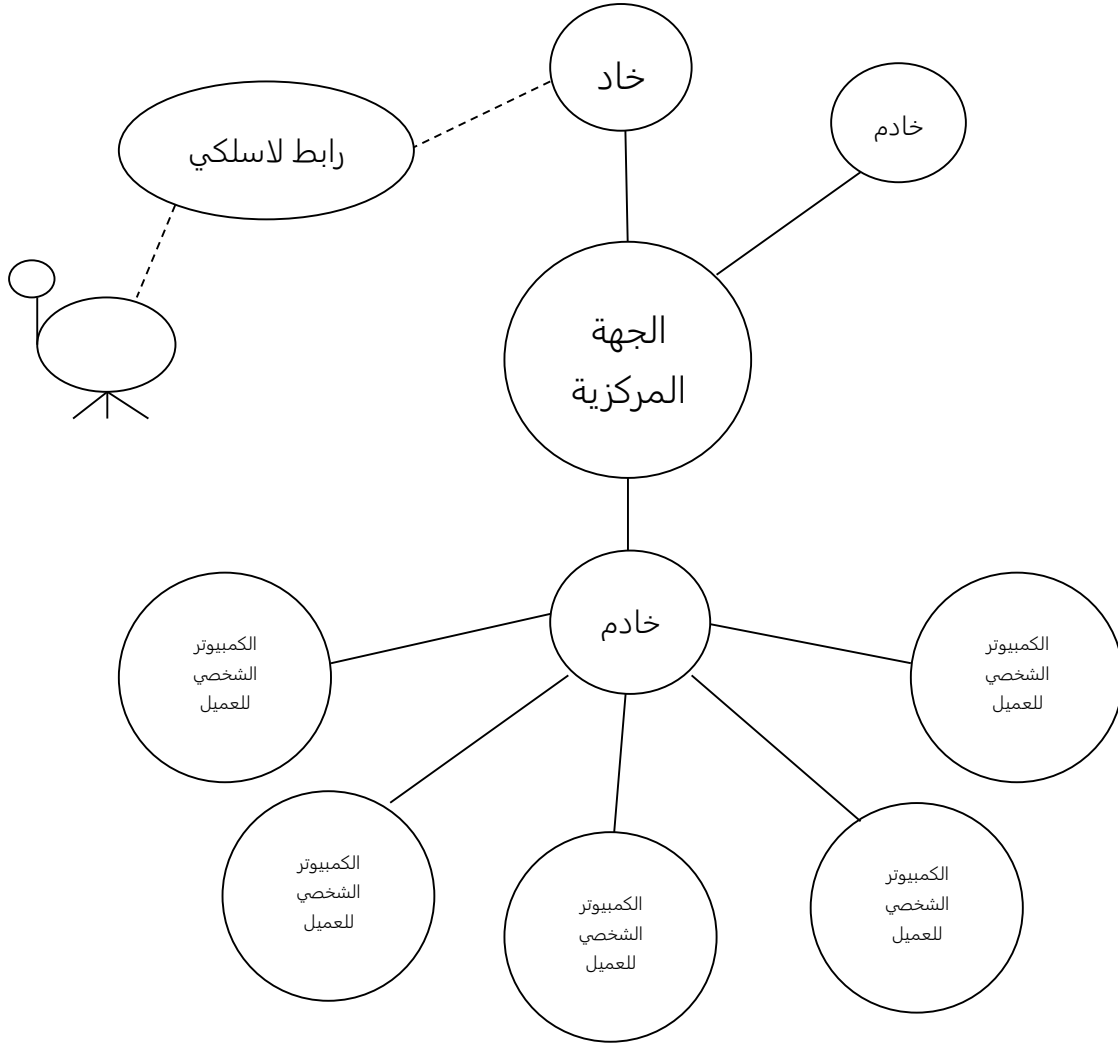 خاد
خادم
رابط لاسلكي
الجهة
المركزية
خادم
الكمبيوتر
الشخصي
للعميل
الكمبيوتر
الشخصي
للعميل
الكمبيوتر
الشخصي
للعميل
الكمبيوتر
الشخصي
للعميل
الكمبيوتر
الشخصي
للعميل